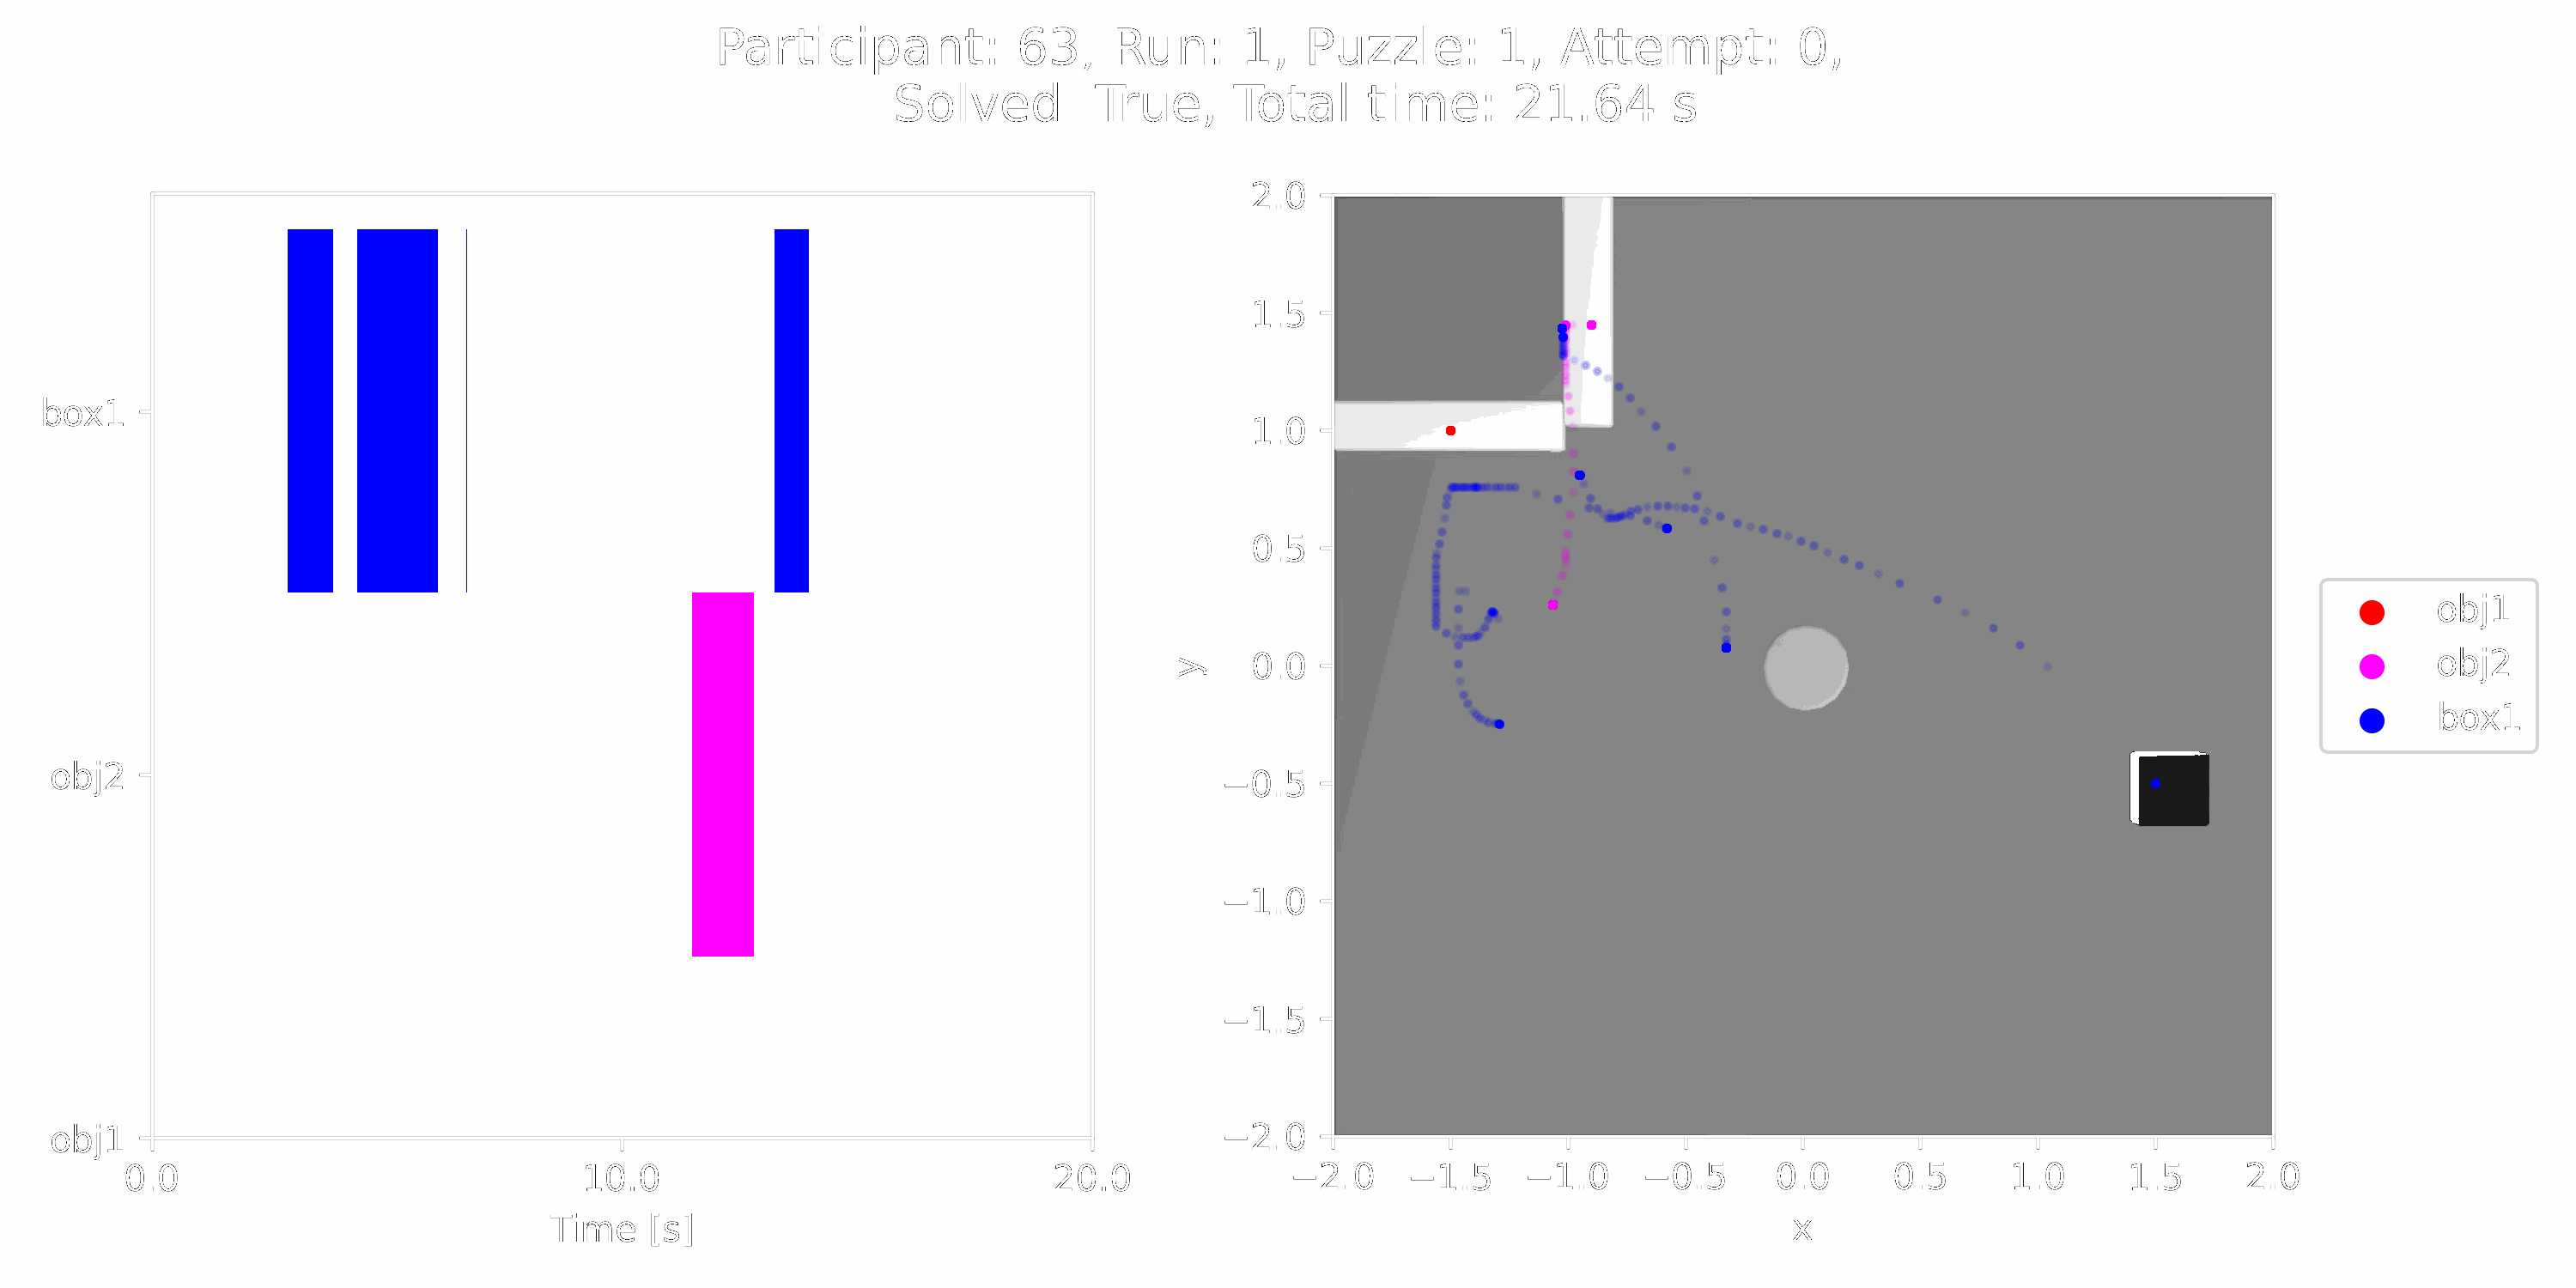 Participant: 63, Run: 1, Puzzle: 1, Attempt: 0,
Solved True, Total time: 21.64 s
box1
obj2
obj1
0.0 10.0 20.0
Time [s]
2.0
1.5
1.0
0.5
0.0
−0.5
−1.0
−1.5
−2.0
y
−2.0 −1.5 −1.0 −0.5 0.0 0.5 1.0 1.5 2.0
x
obj1
obj2
box1